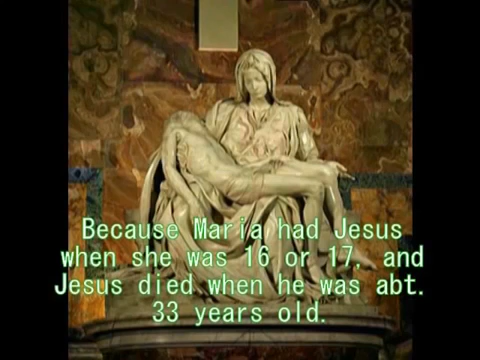 Because Maria had Jesus
when she was 16 or 17, and
Jesus died when he was abt.
33 years old.